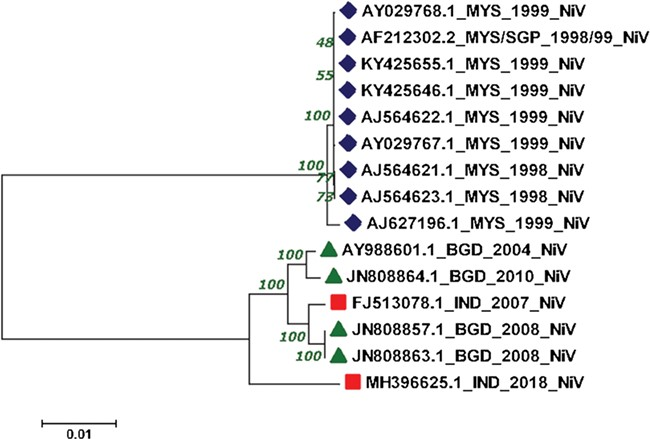 AY029768.1_MYS_1999_NiV
48
AF212302.2_MYS/SGP_1998/99_NiV
KY425655.1_MYS_1999_NiV
55
KY425646.1_MYS_1999_NiV
100
AJ564622.1_MYS_1999_NiV
AY029767.1_MYS_1999_NiV
100
AJ564621.1_MYS_1998_NiV
77
AJ564623.1_MYS_1998_NiV
AJ627196.1_MYS_1999_NiV
100
AY988601.1_BGD_2004_NiV
JN808864.1_BGD_2010_NiV
100
FJ513078.1_IND_2007_NiV
JN808857.1_BGD_2008_NiV
100
JN808863.1_BGD_2008_NiV
100
MH396625.1_IND_2018_NiV
0.01